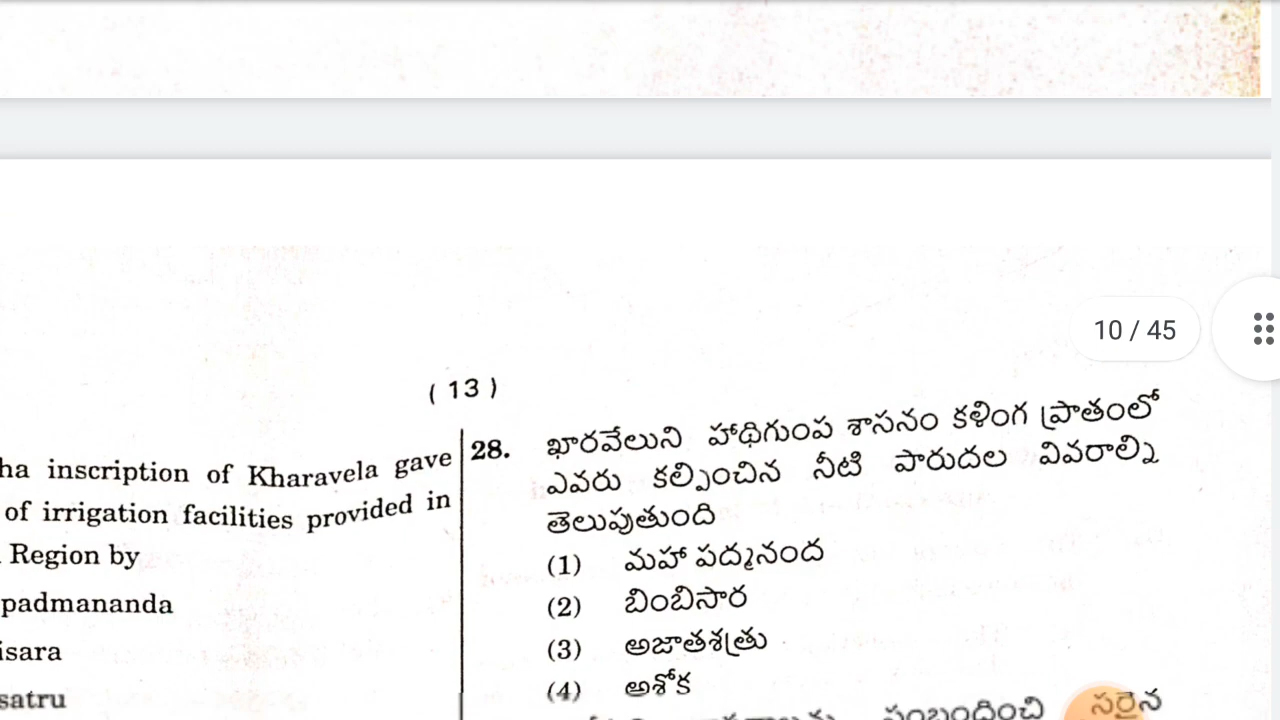 10 / 45
( 13 )
ha inscription of Kharavela gave
of irrigation facilities provided in
Region by
padmananda
isara
satru
28. ఖారవేలుని హాథిగుంప శాసనం కళింగ ప్రాతంలో
ఎవరు కల్పించిన నీటి పారుదల వివరాల్ని
తెలుపుతుంది
(1) మహా పద్మనంద
(2) బింబిసార
(3) అజాతశత్రు
(4) అశోక
సంబంధించి సరైన